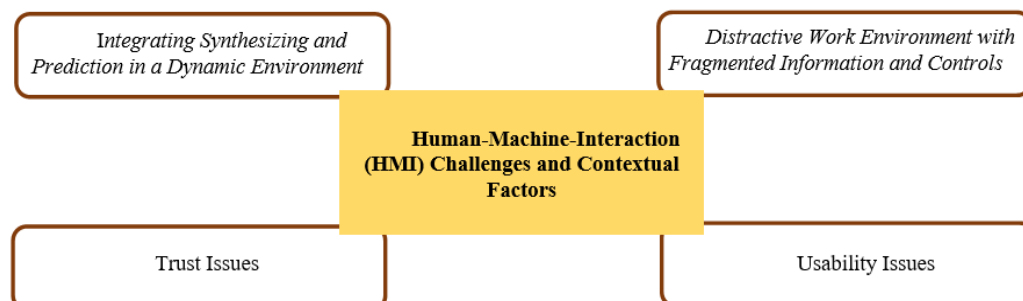 Integrating Synthesizing and
Prediction in a Dynamic Environment
Distractive Work Environment with
Fragmented Information and Controls
Human-Machine-Interaction
(HMI) Challenges and Contextual
Factors
Trust Issues
Usability Issues